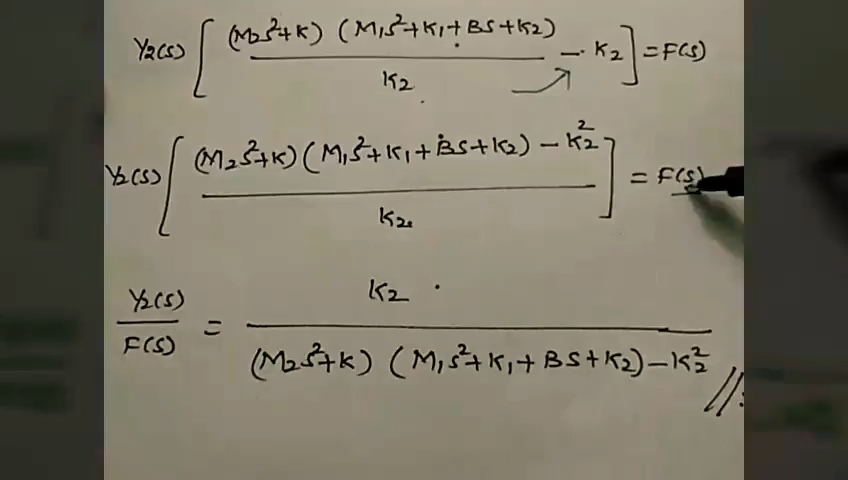 Y2(s) [ (M2s²+K) (M1s²+K1+BS+K2) / K2 - K2 ] = F(s)
Y2(s) [ (M2s²+K) (M1s²+K1+BS+K2) - K2² / K2 ] = F(s)
Y2(s) / F(s) = K2 / (M2s²+K) (M1s²+K1+BS+K2) - K2² //